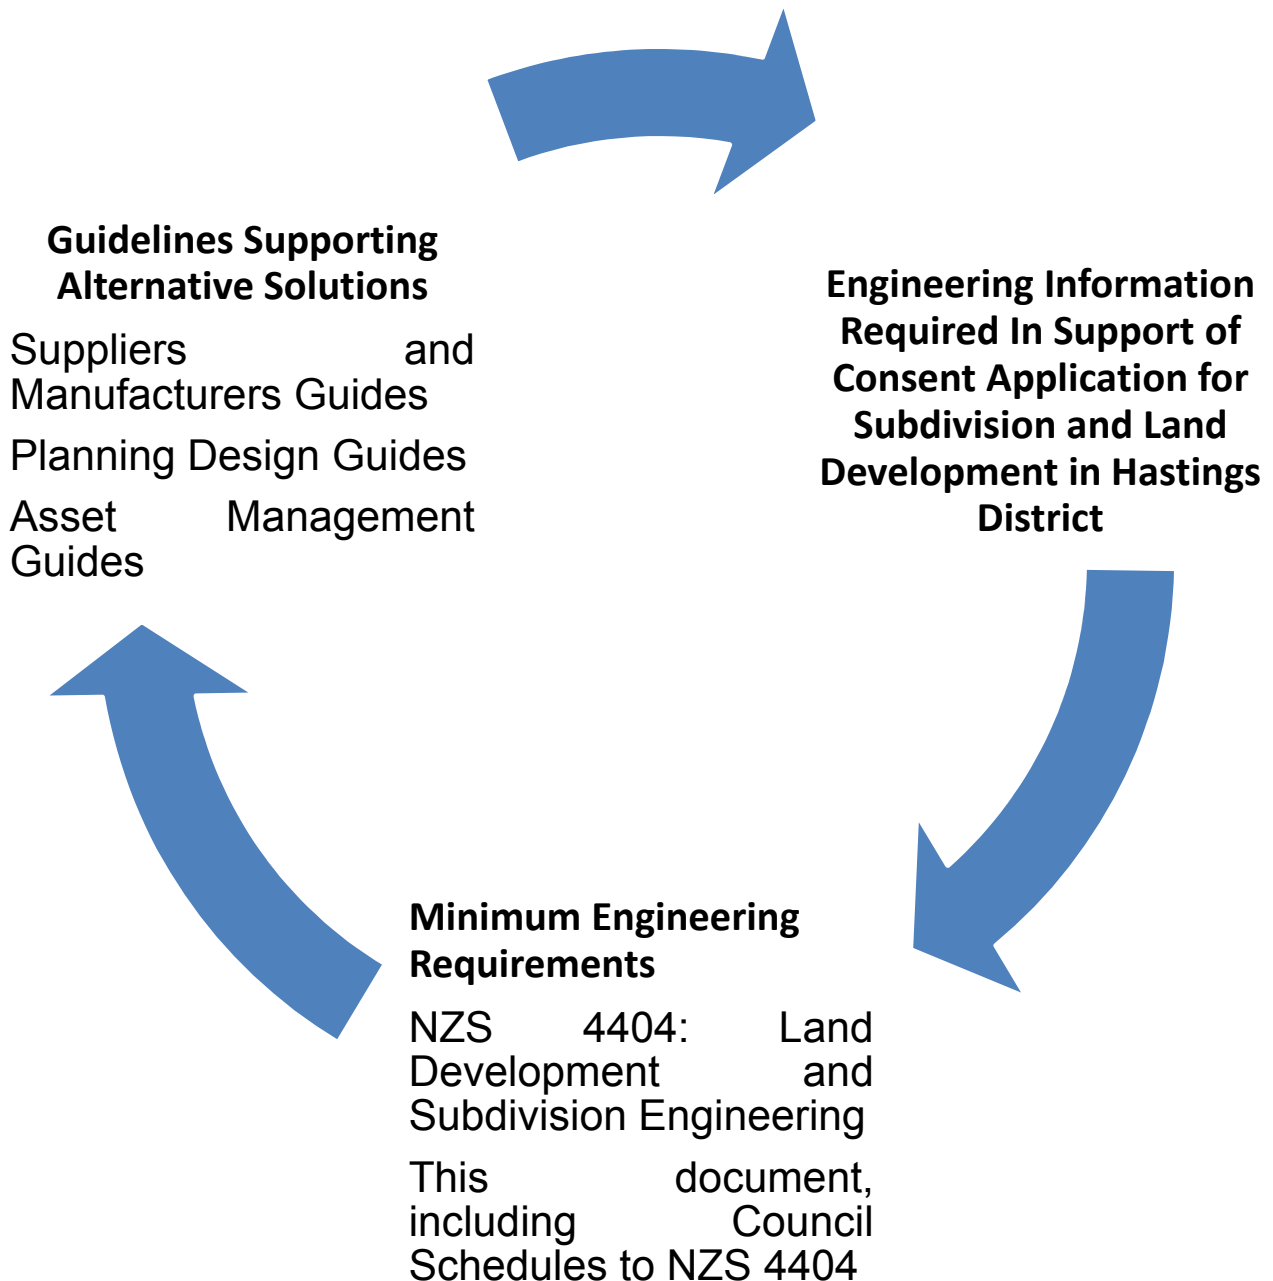 Guidelines Supporting
Alternative Solutions
Suppliers and
Manufacturers Guides
Planning Design Guides
Asset Management
Guides
Engineering Information
Required In Support of
Consent Application for
Subdivision and Land
Development in Hastings
District
Minimum Engineering
Requirements
NZS 4404: Land
Development and
Subdivision Engineering
This document,
including Council
Schedules to NZS 4404